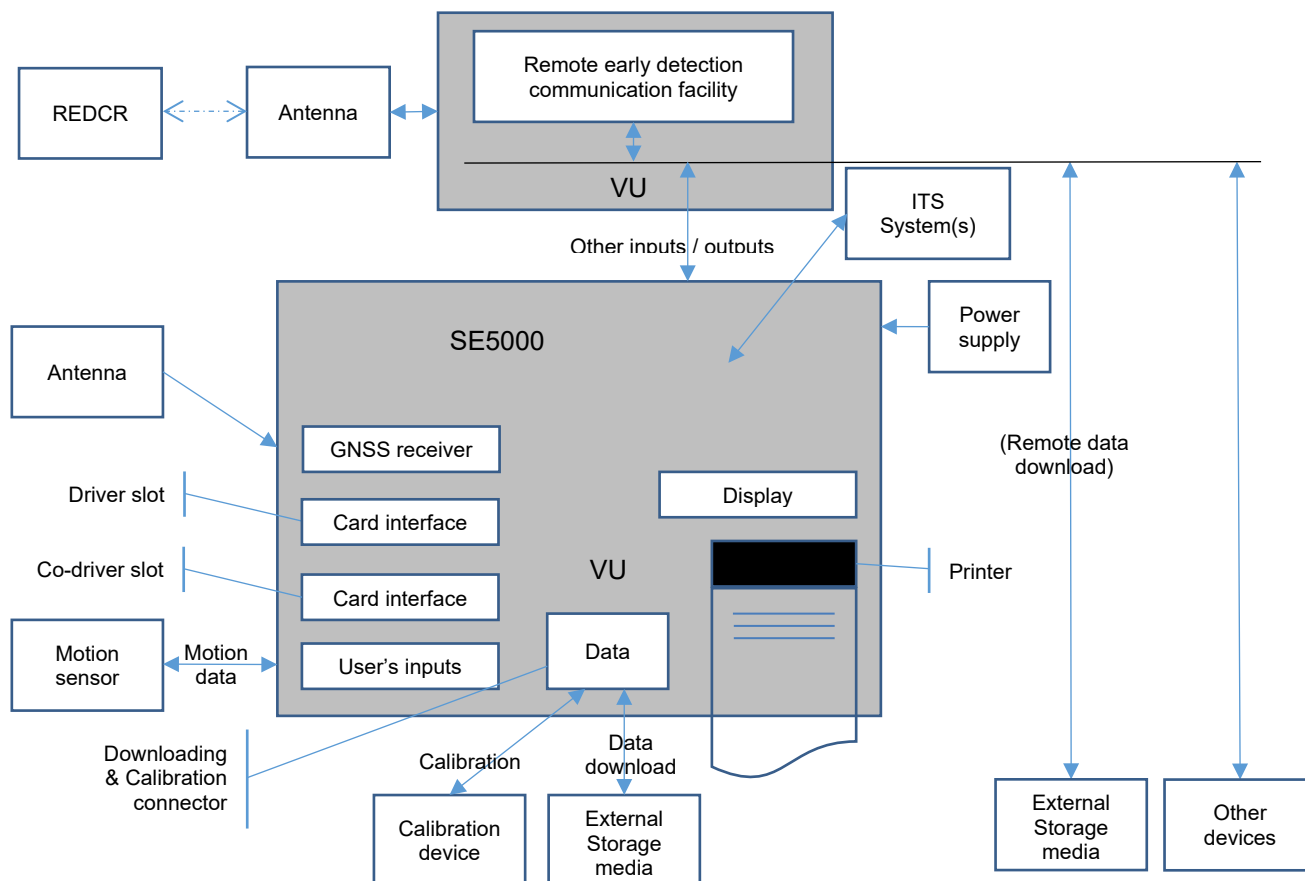 Remote early detection
communication facility
REDCR
Antenna
VU
ITS
System(s)
Other inputs / outputs
SE5000
Power
supply
Antenna
GNSS receiver
(Remote data
download)
Driver slot
Display
Card interface
Co-driver slot
VU
Printer
Card interface
Motion
sensor
Motion
data
User’s inputs
Data
Downloading
& Calibration
connector
Calibration
Data
download
Calibration
device
External
Storage
media
External
Storage
media
Other
devices